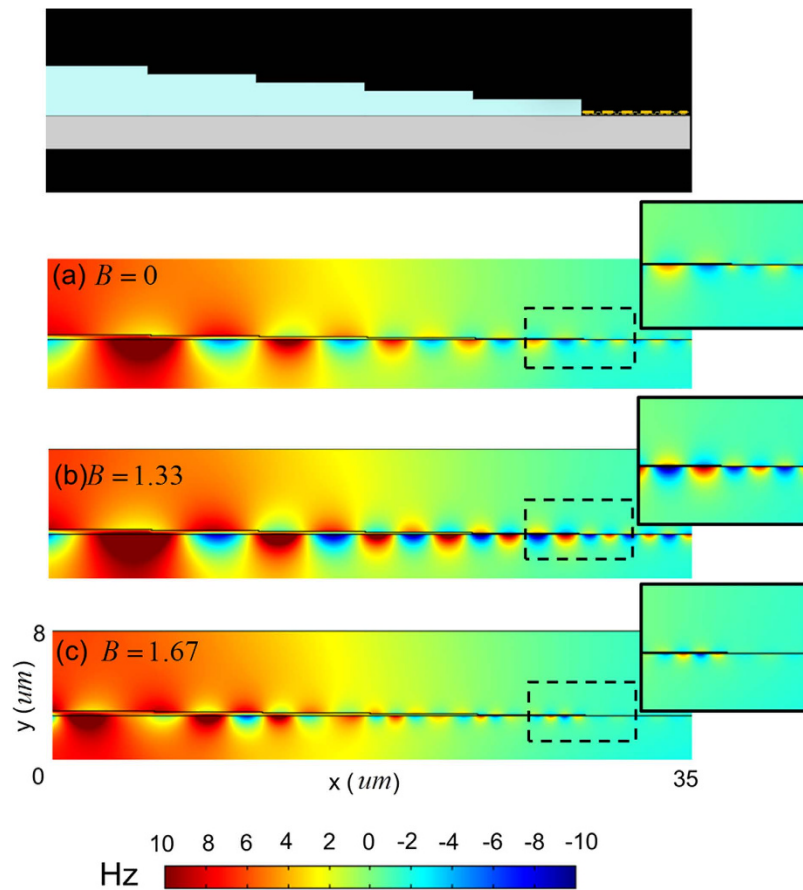 (a) B = 0
(b)B = 1.33
(c) B = 1.67
8
y (um)
0
x (um)
35
10 8 6 4 2 0 -2 -4 -6 -8 -10
Hz